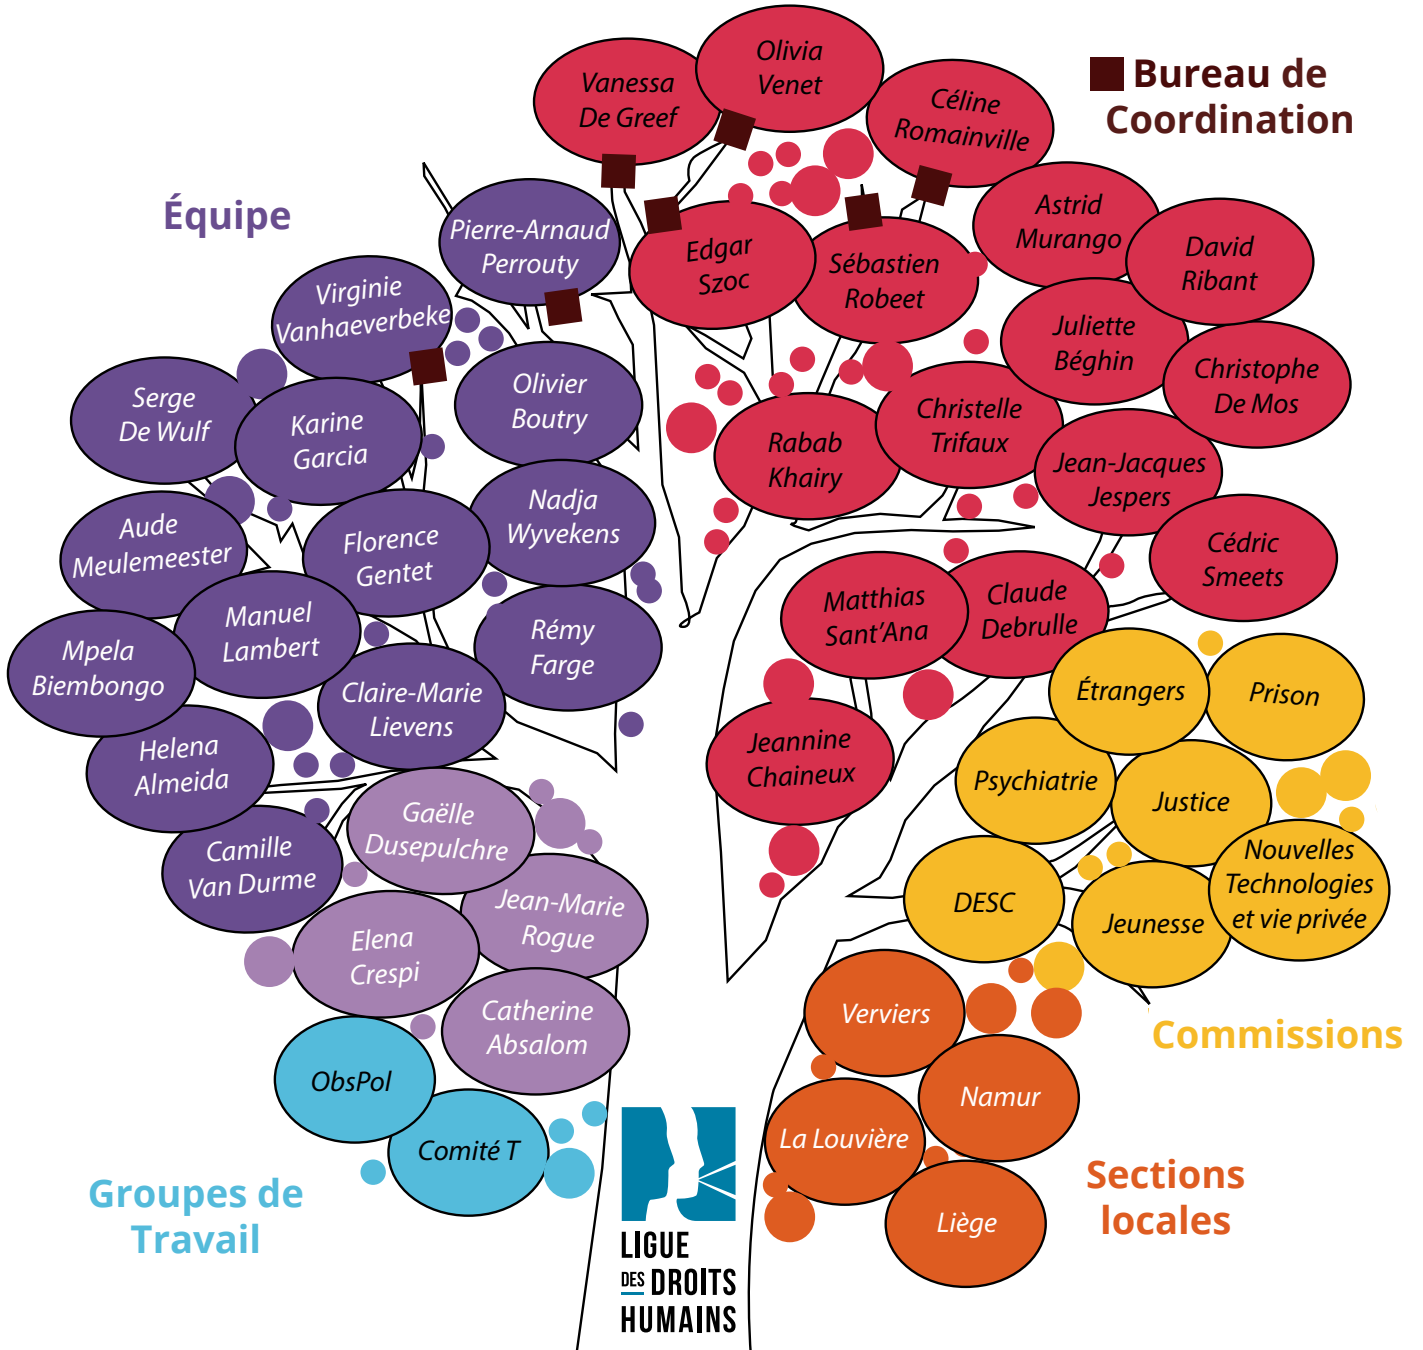 Vanessa
De Greef
Olivia
Venet
Céline
Romainville
Bureau de
Coordination
Équipe
Pierre-Arnaud
Perrouty
Edgar
Szoc
Sébastien
Robeet
Astrid
Murango
David
Ribant
Virginie
Vanhaeverbeke
Juliette
Béghin
Christophe
De Mos
Serge
De Wulf
Karine
Garcia
Olivier
Boutry
Rabab
Khairy
Christelle
Trifaux
Jean-Jacques
Jespers
Aude
Meulemeester
Florence
Gentet
Nadja
Wyvekens
Cédric
Smeets
Mpela
Biembongo
Manuel
Lambert
Rémy
Farge
Matthias
Sant'Ana
Claude
Debrulle
Claire-Marie
Lievens
Helena
Almeida
Jeannine
Chaineux
Étrangers
Prison
Psychiatrie
Justice
Camille
Van Durme
Gaëlle
Dusepulchre
Jean-Marie
Rogue
DESC
Jeunesse
Nouvelles
Technologies
et vie privée
Elena
Crespi
Catherine
Absalom
Verviers
Commissions
ObsPol
Comité T
Namur
La Louvière
Liège
Groupes de
Travail
Sections
locales
LIGUE
DES DROITS
HUMAINS